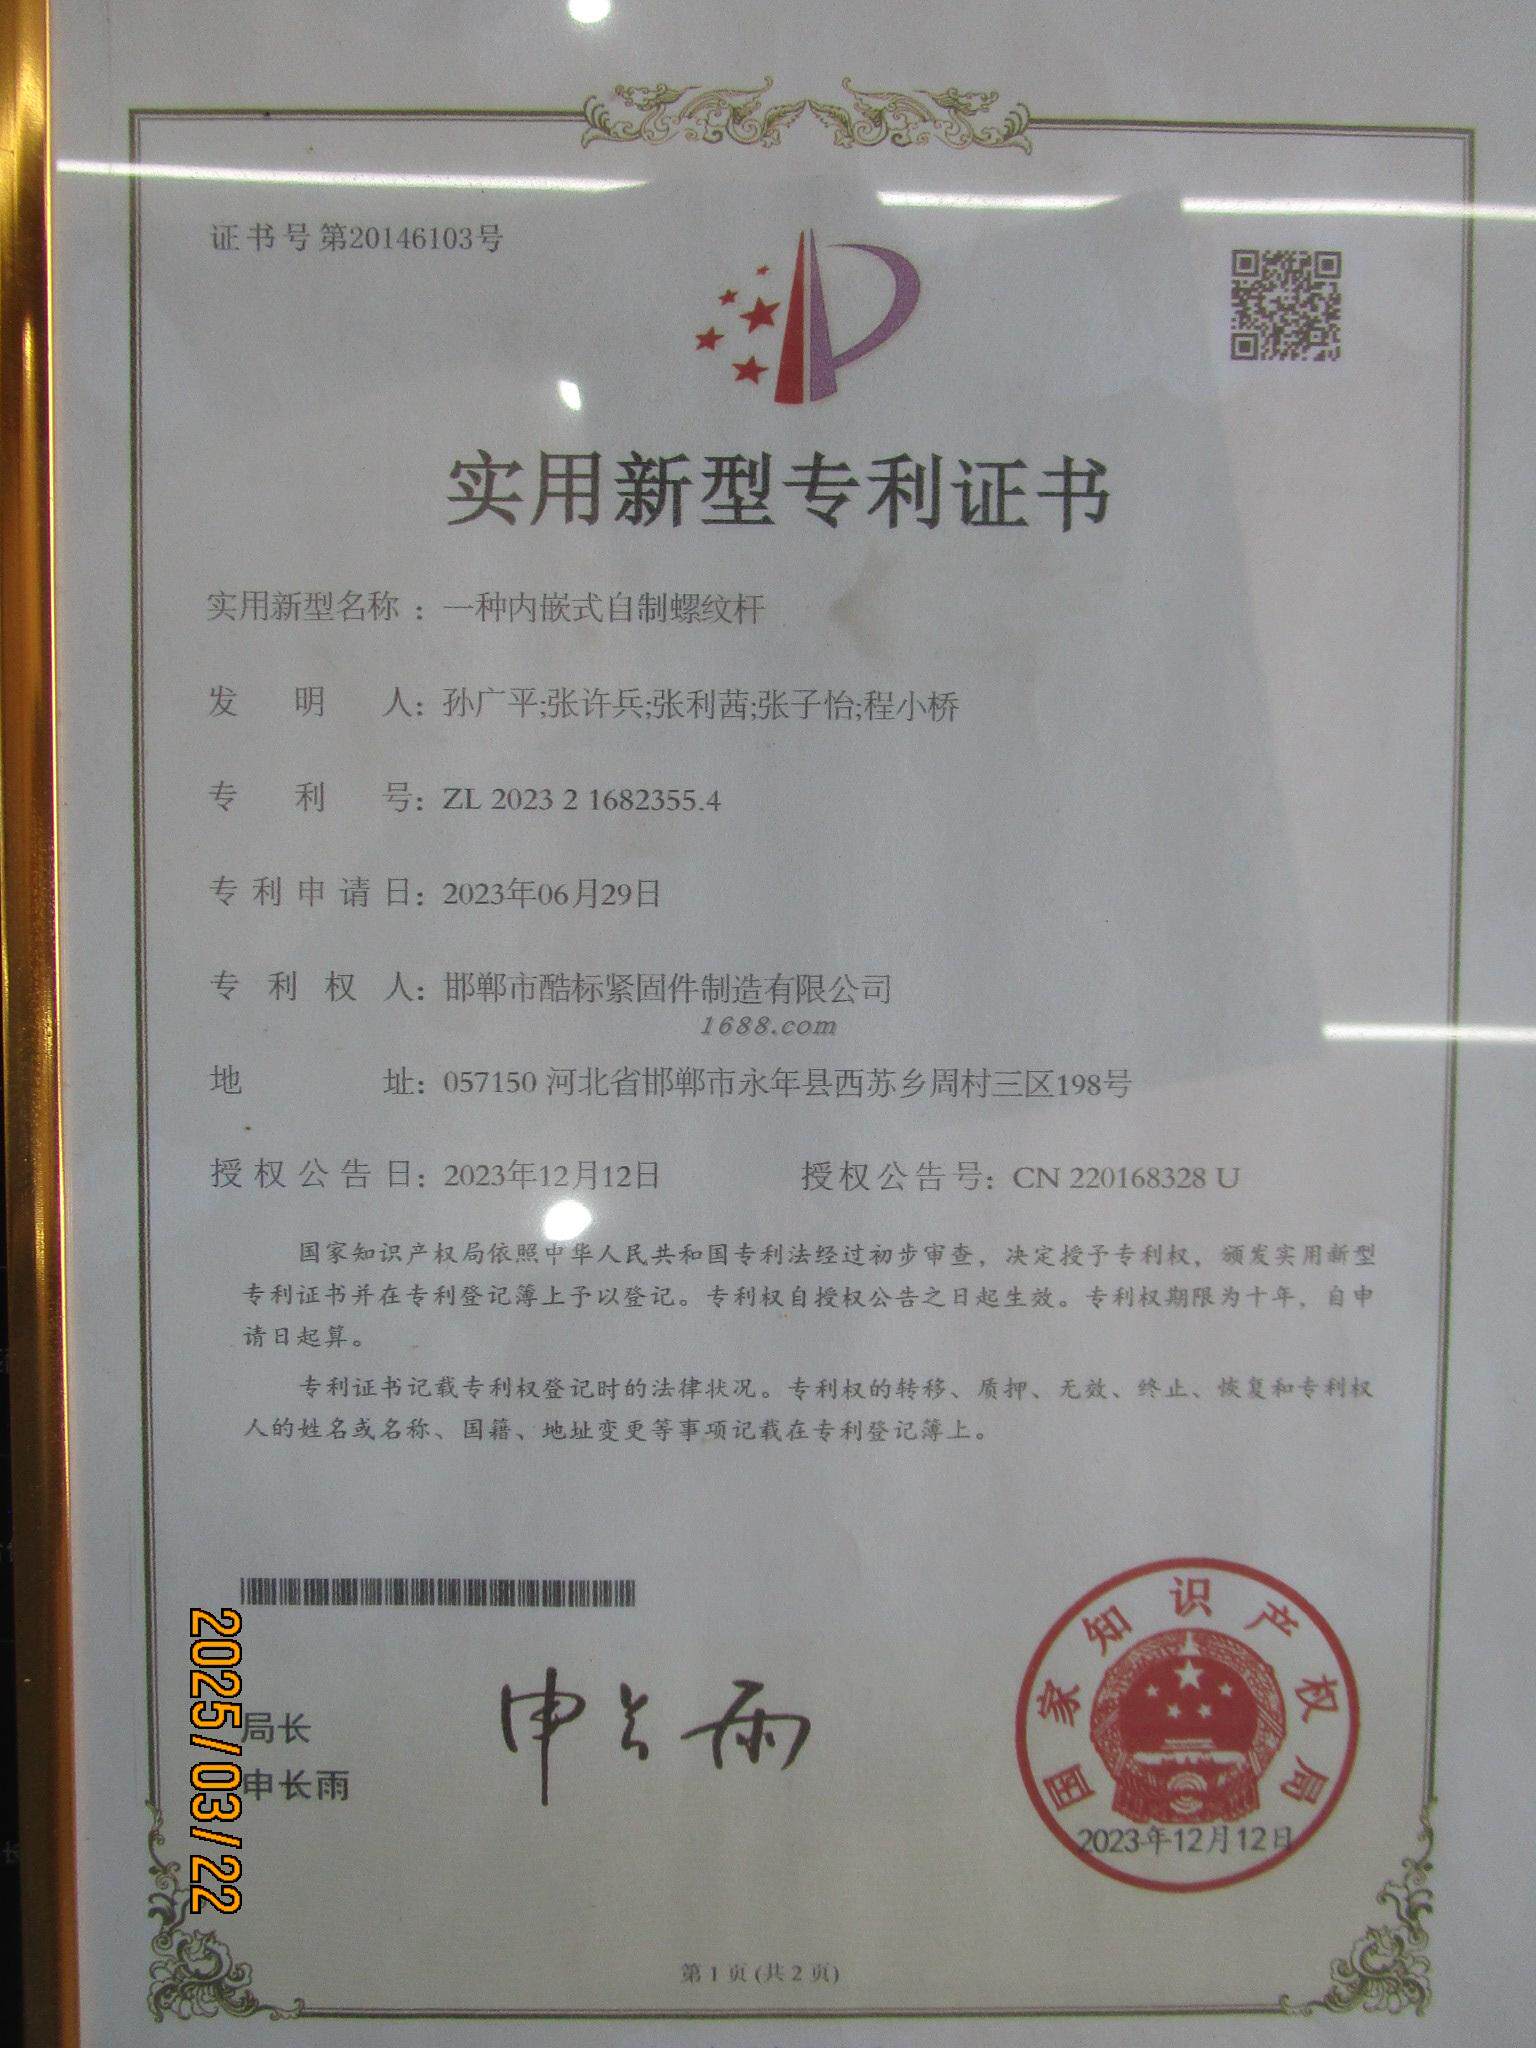 证书号第20146103号
实用新型专利证书
实用新型名称：一种内嵌式自制螺纹杆
发明人：孙广平;张许兵;张利茜;张子怡;程小桥
专利号：ZL 2023 2 1682355.4
专利申请日：2023年06月29日
专利权人：邯郸市酷标紧固件制造有限公司
1688.com
地址：057150 河北省邯郸市永年县西苏乡周村三区198号
授权公告日：2023年12月12日 授权公告号：CN 220168328 U
国家知识产权局依照中华人民共和国专利法经过初步审查，决定授予专利权，颁发实用新型
专利证书并在专利登记簿上予以登记。专利权自授权公告之日起生效。专利权期限为十年，自申
请日起算。
专利证书记载专利权登记时的法律状况。专利权的转移、质押、无效、终止、恢复和专利权
人的姓名或名称、国籍、地址变更等事项记载在专利登记簿上。
局长
申长雨
申长雨
国家知识产权局
2023年12月12日
2025/03/22
第 1 页 (共 2 页)